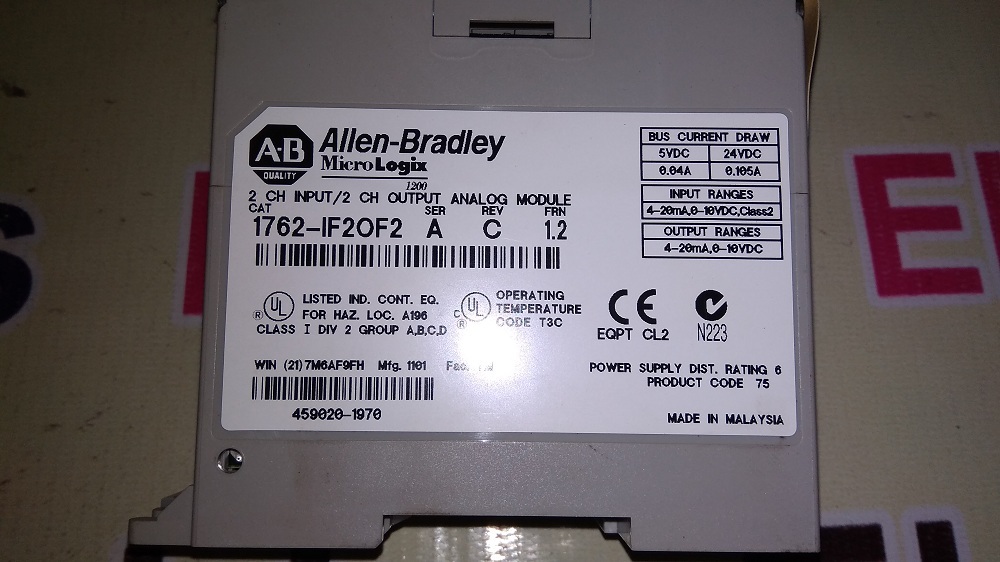 A·B
QUALITY
Allen-Bradley
MicroLogix
1200
2 CH INPUT/2 CH OUTPUT ANALOG MODULE
CAT SER REV FRN
1762-IF2OF2 A C 1.2
BUS CURRENT DRAW
5VDC 24VDC
0.04A 0.105A
INPUT RANGES
4-20mA,0-10VDC,Class2
OUTPUT RANGES
4-20mA,0-10VDC
UL
R
LISTED IND. CONT. EQ.
FOR HAZ. LOC. A196
CLASS I DIV 2 GROUP A,B,C,D
C UL
R
OPERATING
TEMPERATURE
CODE T3C
CE
EQPT CL2
N223
WIN (21)7M6AF9FH Mfg. 1101
459020-1970
POWER SUPPLY DIST. RATING 6
PRODUCT CODE 75
MADE IN MALAYSIA